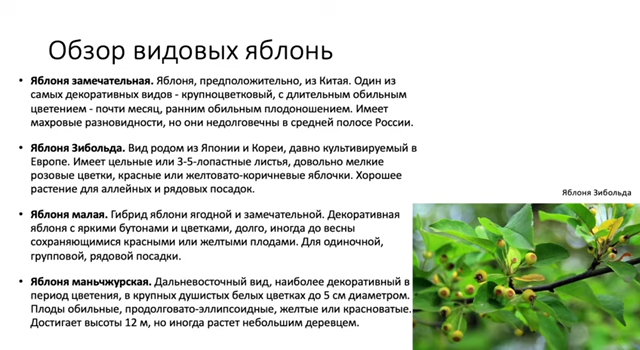 Обзор видовых яблонь
• Яблоня замечательная. Яблоня, предположительно, из Китая. Один из
самых декоративных видов - крупноцветковый, с длительным обильным
цветением - почти месяц, ранним обильным плодоношением. Имеет
махровые разновидности, но они недолговечны в средней полосе России.
• Яблоня Зибольда. Вид родом из Японии и Кореи, давно культивируемый в
Европе. Имеет цельные или 3-5-лопастные листья, довольно мелкие
розовые цветки, красные или желтовато-коричневые яблочки. Хорошее
растение для аллейных и рядовых посадок.
Яблоня Зибольда
• Яблоня малая. Гибрид яблони ягодной и замечательной. Декоративная
яблоня с яркими бутонами и цветками, долго, иногда до весны
сохраняющимися красными или желтыми плодами. Для одиночной,
групповой, рядовой посадки.
• Яблоня маньчжурская. Дальневосточный вид, наиболее декоративный в
период цветения, в крупных душистых белых цветках до 5 см диаметром.
Плоды обильные, продолговато-эллипсоидные, желтые или красноватые.
Достигает высоты 12 м, но иногда растет небольшим деревцем.